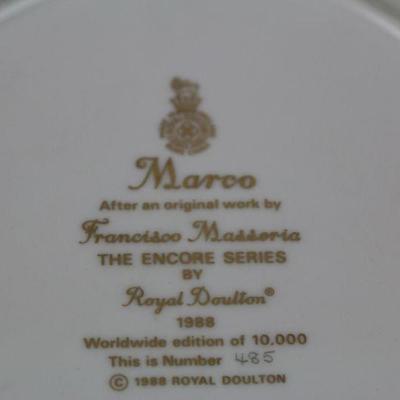 Marco
After an original work by
Francisco Masseria
THE ENCORE SERIES
BY
Royal Doulton®
1988
Worldwide edition of 10,000
This is Number 485
© 1988 ROYAL DOULTON